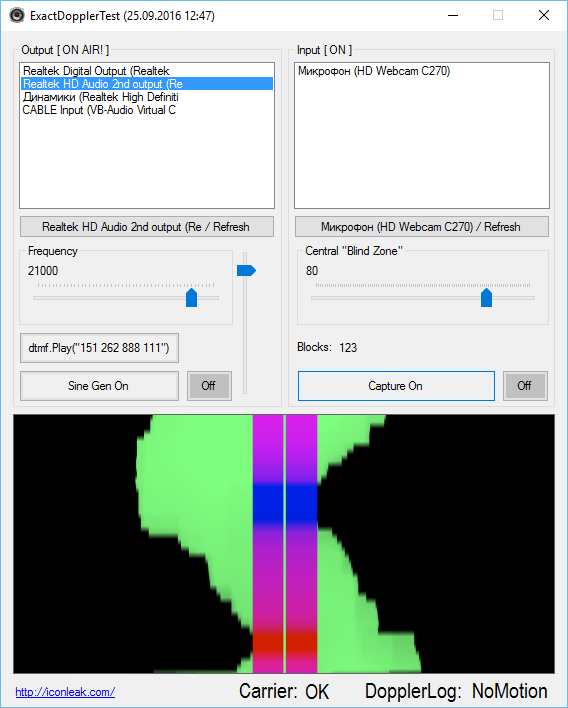 ExactDopplerTest (25.09.2016 12:47)
Output [ ON AIR! ]
Realtek Digital Output (Realtek
Realtek HD Audio 2nd output (Re
Динамики (Realtek High Definiti
CABLE Input (VB-Audio Virtual C
Realtek HD Audio 2nd output (Re / Refresh
Frequency
21000
dtmf.Play("151 262 888 111")
Sine Gen On
Off
Input [ ON ]
Микрофон (HD Webcam C270)
Микрофон (HD Webcam C270) / Refresh
Central "Blind Zone"
80
Blocks: 123
Capture On
Off
http://iconleak.com/
Carrier: OK
DopplerLog: NoMotion